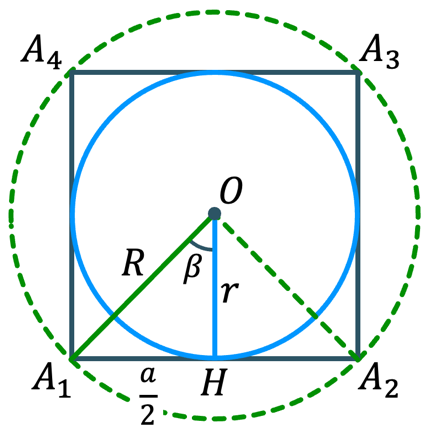 A₄ A₃
O
R β r
A₁ a/2 H A₂